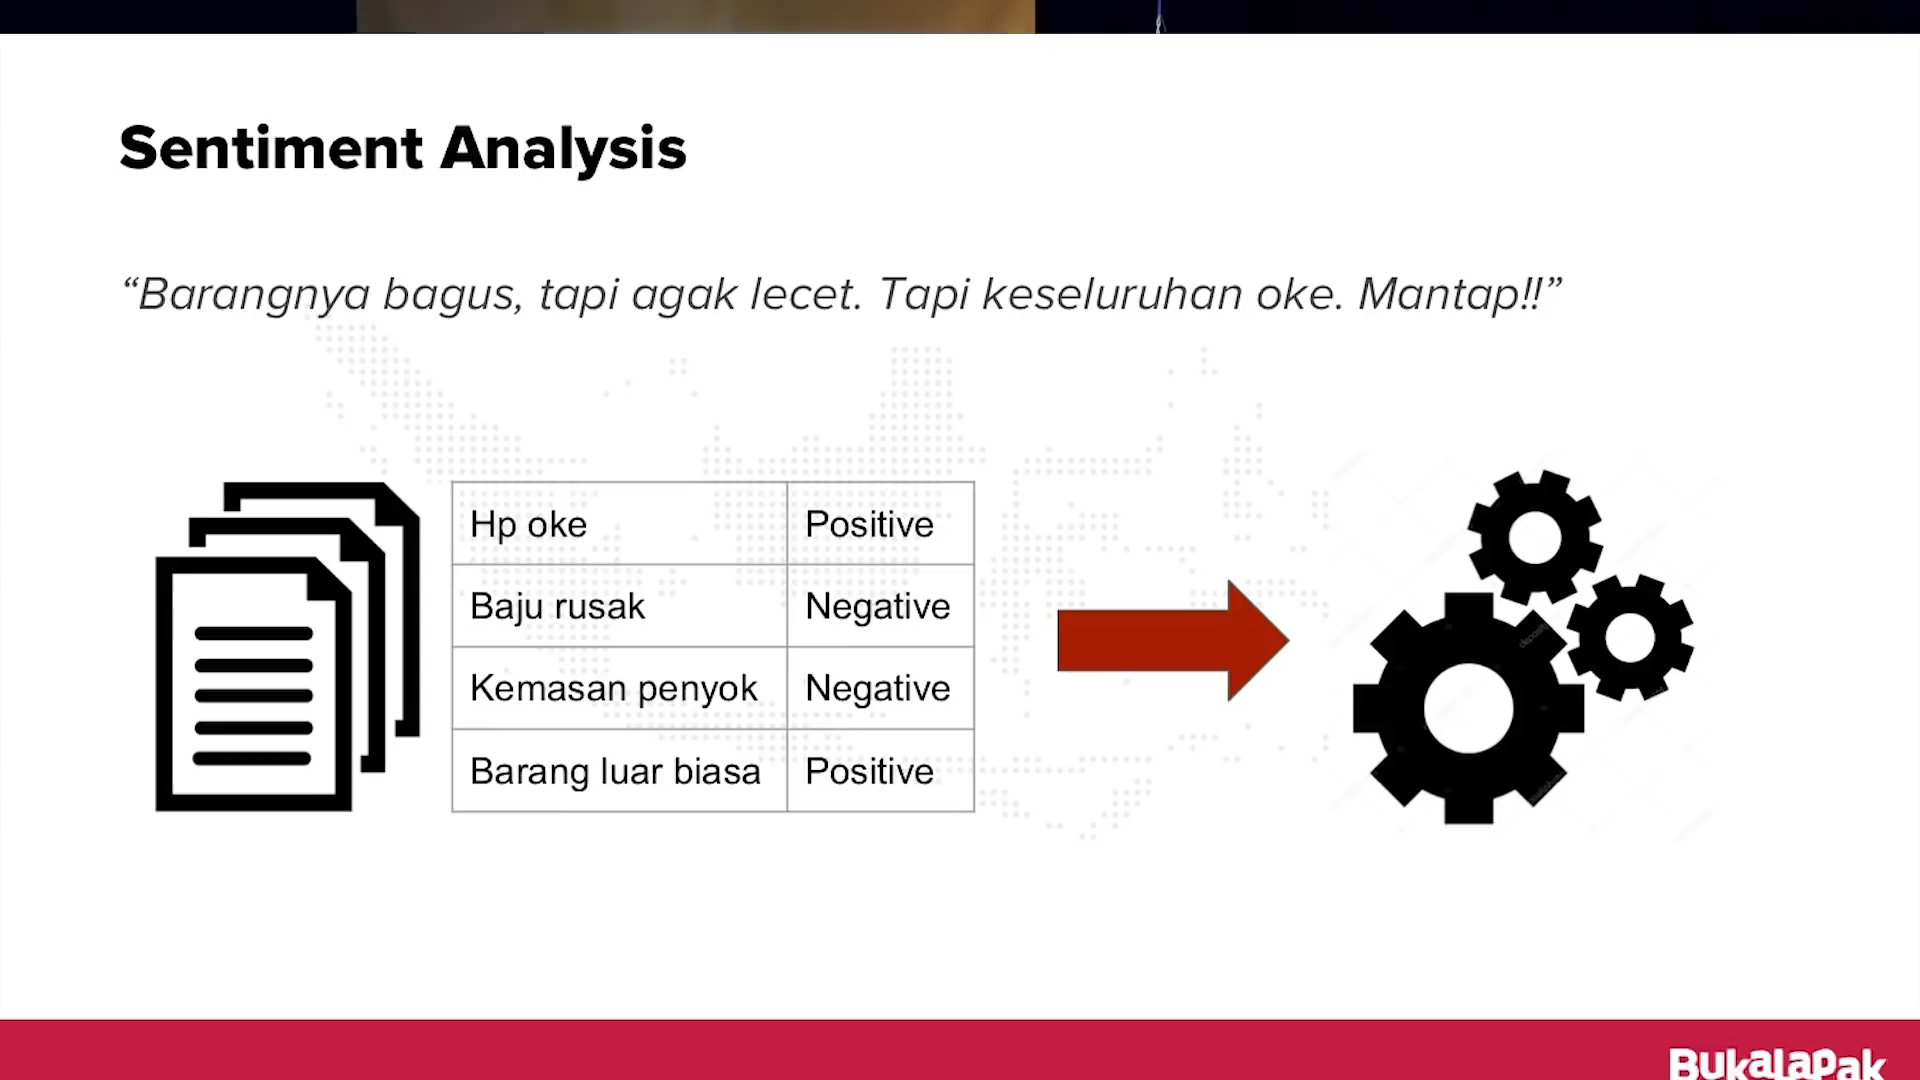 Sentiment Analysis
“Barangnya bagus, tapi agak lecet. Tapi keseluruhan oke. Mantap!!”
Hp oke Positive
Baju rusak Negative
Kemasan penyok Negative
Barang luar biasa Positive
BukalaPak